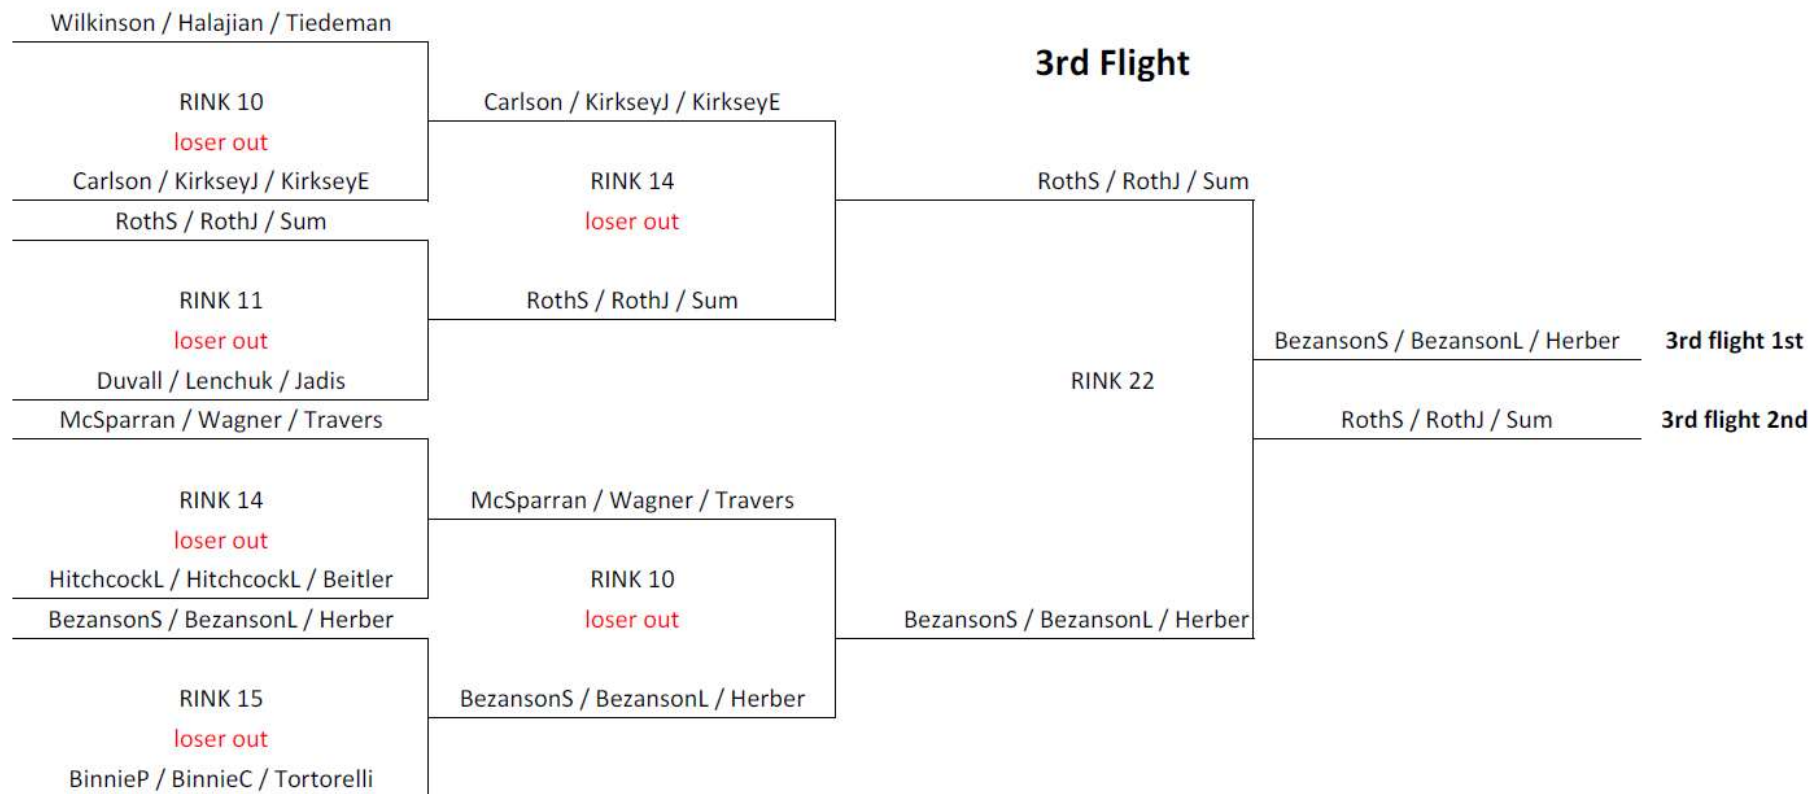 Wilkinson / Halajian / Tiedeman
3rd Flight
RINK 10
Carlson / KirkseyJ / KirkseyE
loser out
Carlson / KirkseyJ / KirkseyE
RINK 14
RothS / RothJ / Sum
RothS / RothJ / Sum
loser out
RINK 11
RothS / RothJ / Sum
loser out
BezansonS / BezansonL / Herber
3rd flight 1st
Duvall / Lenchuk / Jadis
RINK 22
McSparran / Wagner / Travers
RothS / RothJ / Sum
3rd flight 2nd
RINK 14
McSparran / Wagner / Travers
loser out
HitchcockL / HitchcockL / Beitler
RINK 10
BezansonS / BezansonL / Herber
loser out
BezansonS / BezansonL / Herber
RINK 15
BezansonS / BezansonL / Herber
loser out
BinnieP / BinnieC / Tortorelli